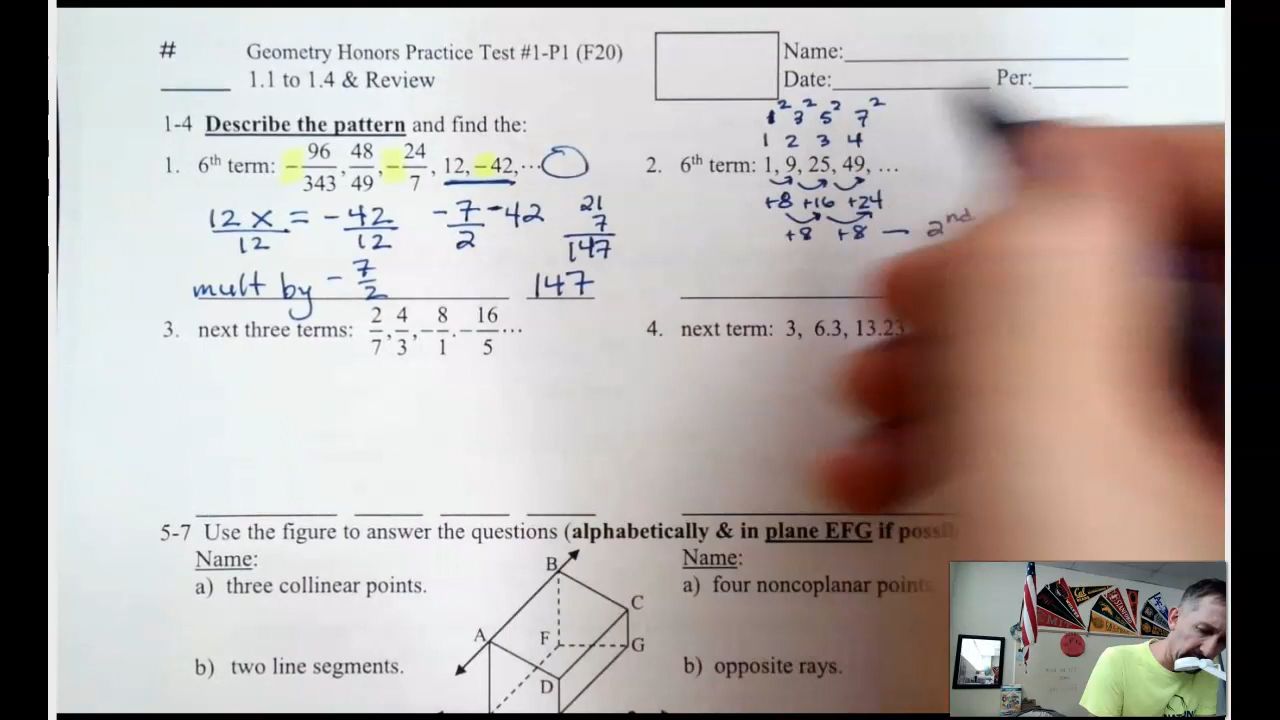 # Geometry Honors Practice Test #1-P1 (F20) Name:
1.1 to 1.4 & Review Date: Per:
1-4 Describe the pattern and find the:
1² 3² 5² 7²
1 2 3 4
1. 6th term: -96/343, 48/49, -24/7, 12, -42, ...
2. 6th term: 1, 9, 25, 49, ...
+8 +16 +24
+8 +8 — 2nd
12x/12 = -42/12
-7/2 · -42
21
7
147
mult by -7/2
147
3. next three terms: 2/7, 4/3, -8/1, -16/5 ...
4. next term: 3, 6.3, 13.23
5-7 Use the figure to answer the questions (alphabetically & in plane EFG if
Name:
a) three collinear points.
b) two line segments.
B
C
A
F
G
D
Name:
a) four noncoplanar points
b) opposite rays.